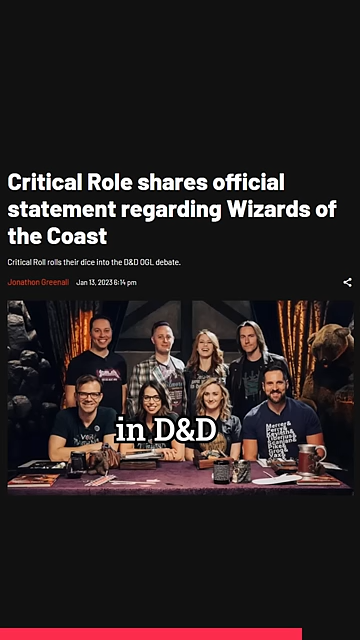 Critical Role shares official
statement regarding Wizards of
the Coast
Critical Roll rolls their dice into the D&D OGL debate.
Jonathon Greenall Jan 13, 2023 6:14 pm
in D&D
Mercer&